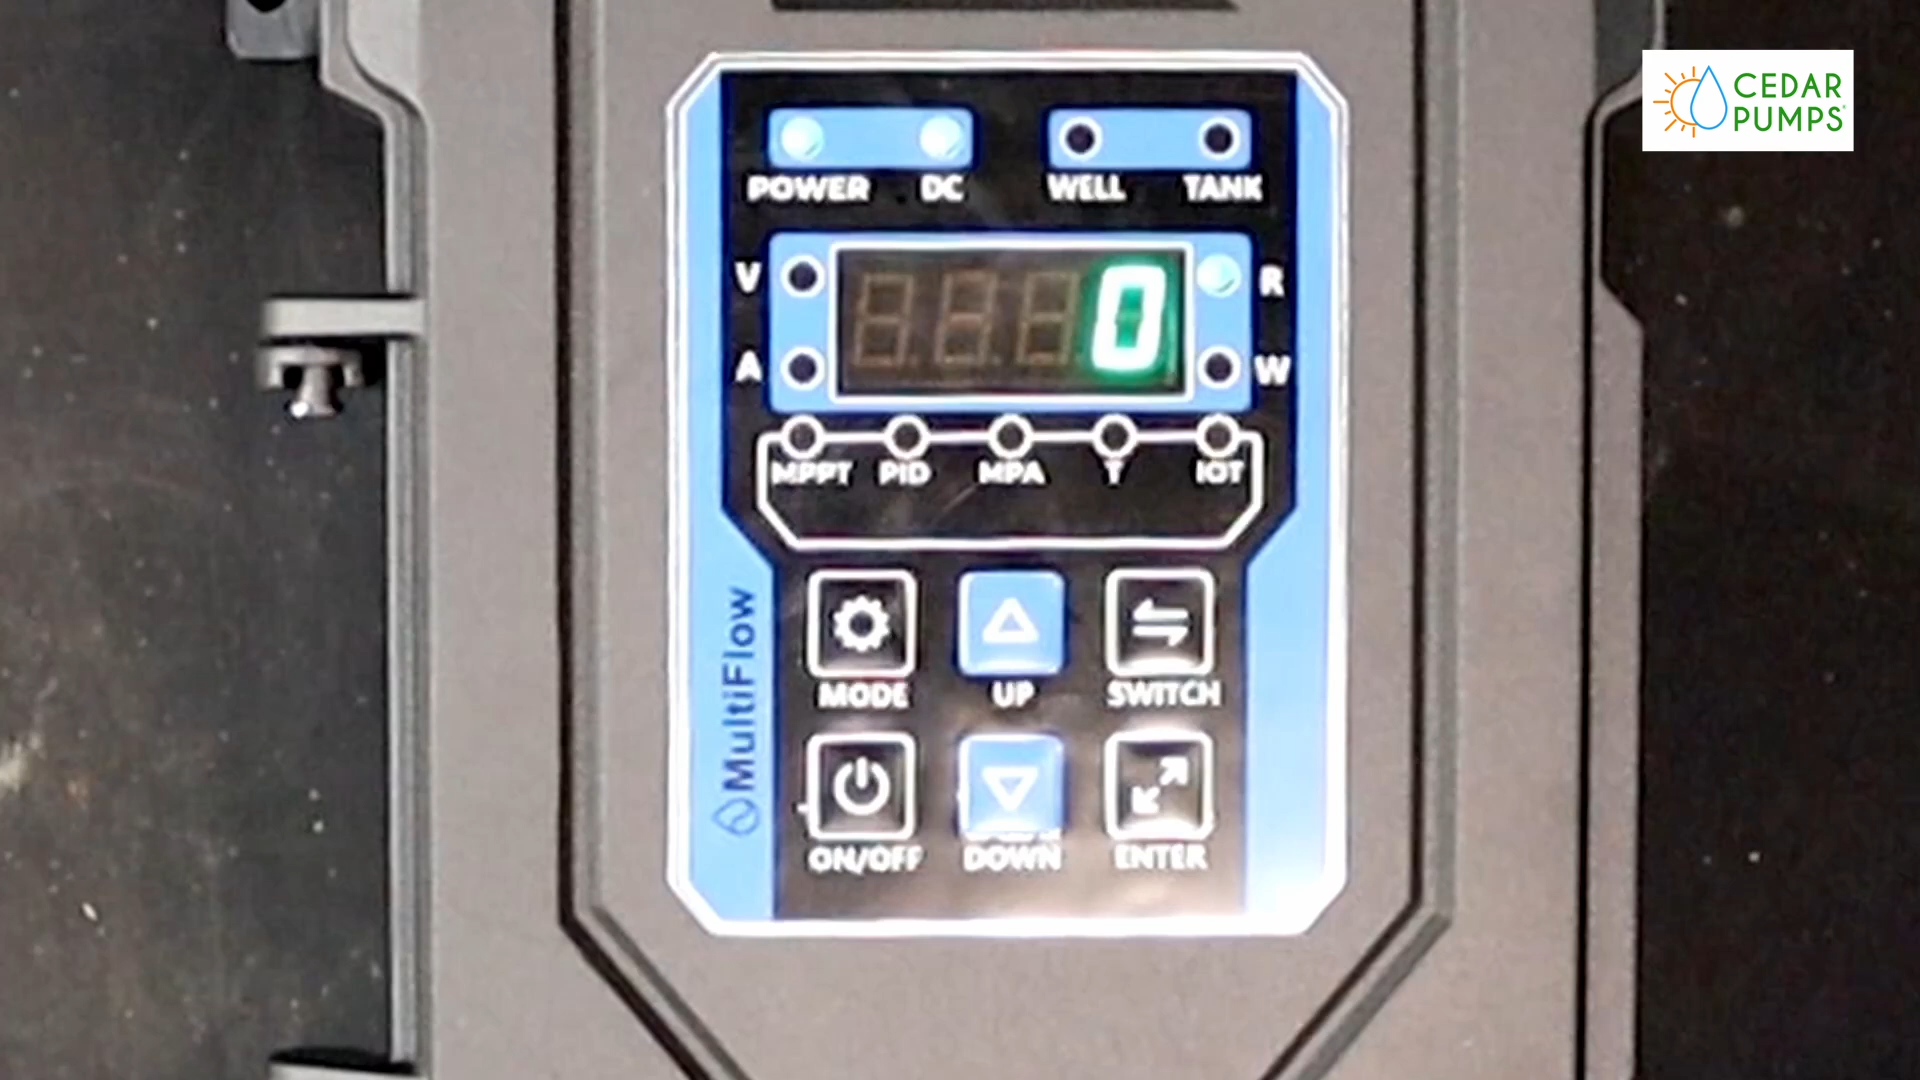 CEDAR
PUMPS
POWER DC WELL TANK
V R
0
A W
MPPT PID MPA T IOT
MODE UP SWITCH
ON/OFF DOWN ENTER
MultiFlow